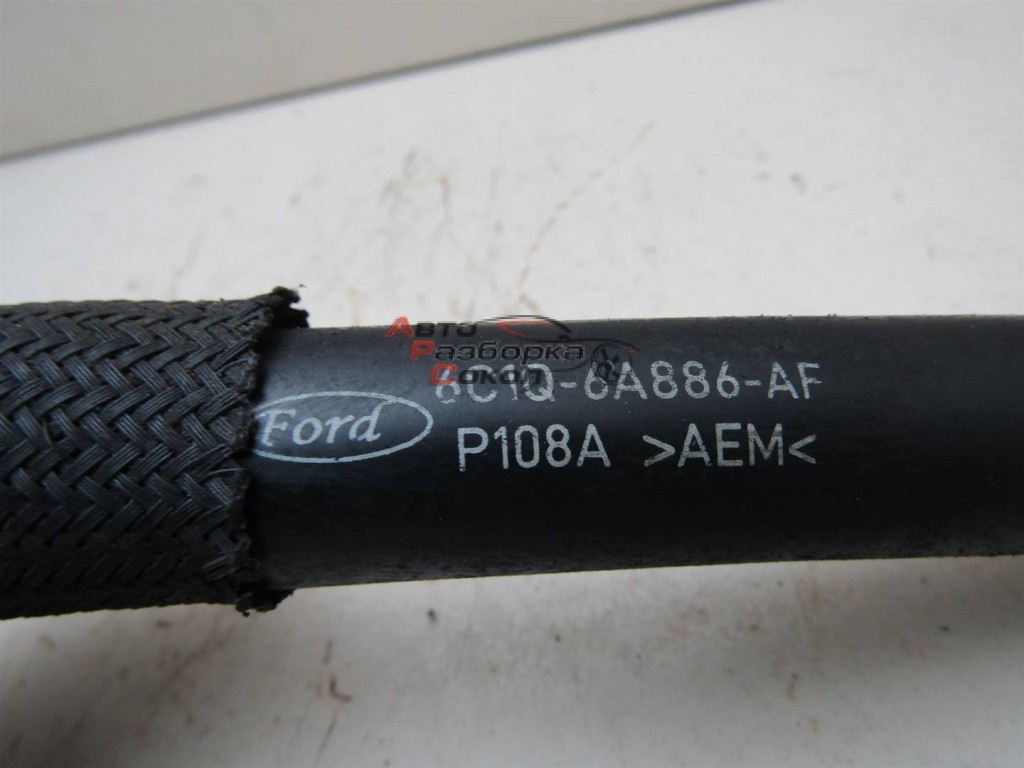 Авто
Разборка
Сокол
6C1Q-6A886-AF
Ford
P108A >AEM<